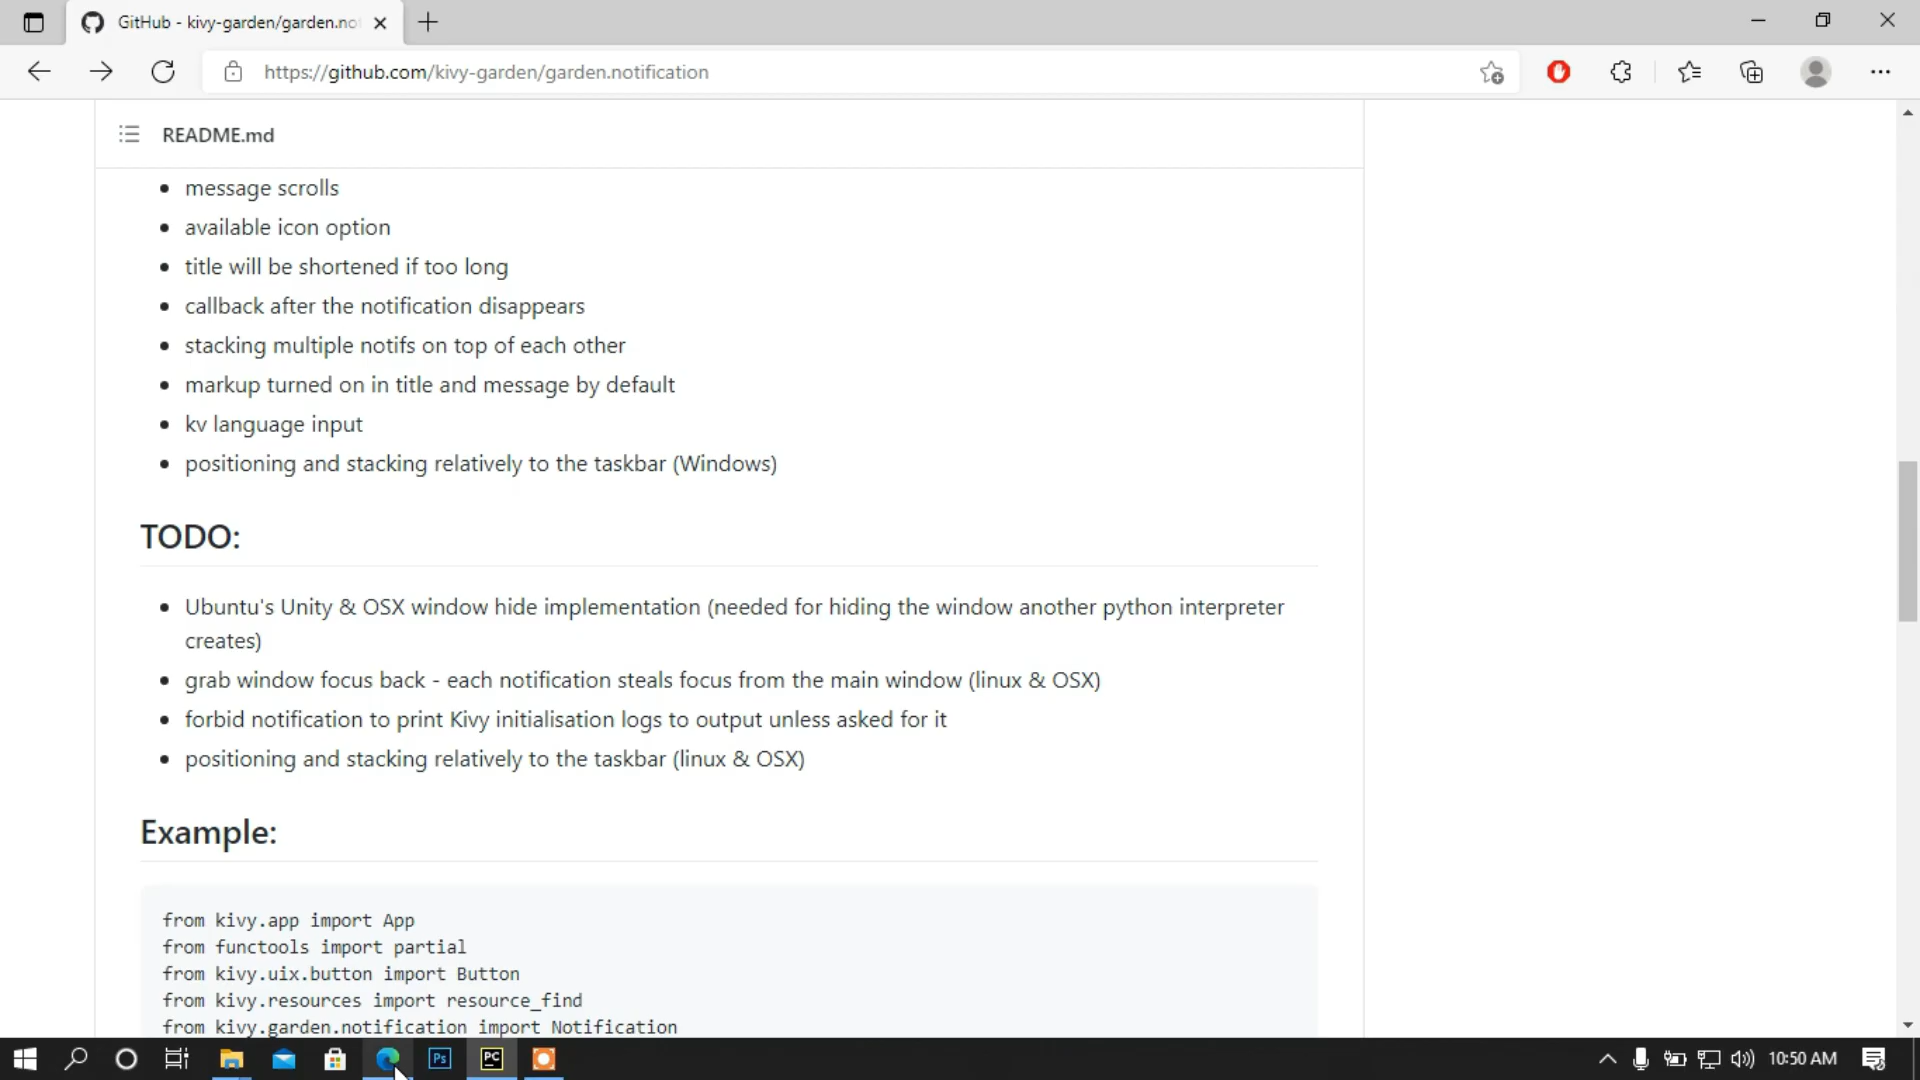 GitHub - kivy-garden/garden.no
https://github.com/kivy-garden/garden.notification
README.md
message scrolls
available icon option
title will be shortened if too long
callback after the notification disappears
stacking multiple notifs on top of each other
markup turned on in title and message by default
kv language input
positioning and stacking relatively to the taskbar (Windows)
TODO:
Ubuntu's Unity & OSX window hide implementation (needed for hiding the window another python interpreter
creates)
grab window focus back - each notification steals focus from the main window (linux & OSX)
forbid notification to print Kivy initialisation logs to output unless asked for it
positioning and stacking relatively to the taskbar (linux & OSX)
Example:
from kivy.app import App
from functools import partial
from kivy.uix.button import Button
from kivy.resources import resource_find
from kivy.garden.notification import Notification
Ps
PC
10:50 AM